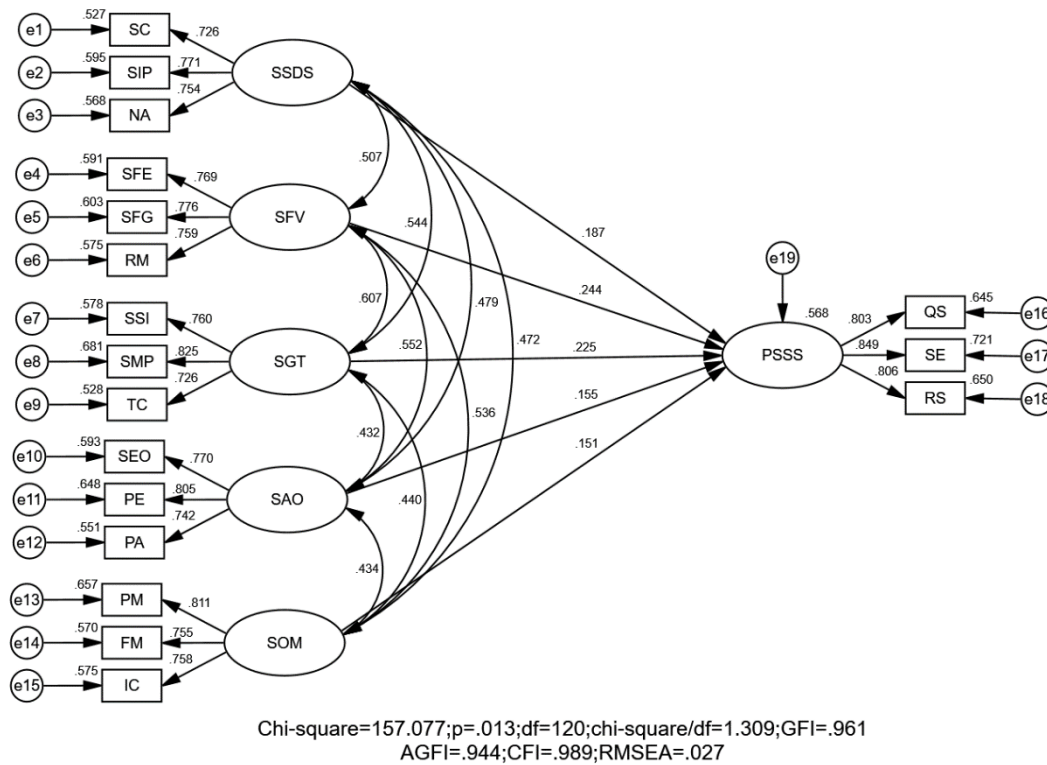 e1 .527 SC .726
e2 .595 SIP .771 SSDS
e3 .568 NA .754
.507
e4 .591 SFE .769
e5 .603 SFG .776 SFV
e6 .575 RM .759
.544 .187
.607 .479 .244 e19
e7 .578 SSI .760
e8 .681 SMP .825 SGT .552 .472 .225
e9 .528 TC .726
.568 PSSS
.803 QS .645 e16
.849 SE .721 e17
.806 RS .650 e18
.432 .536 .155
.151
e10 .593 SEO .770
e11 .648 PE .805 SAO .440
e12 .551 PA .742
.434
e13 .657 PM .811
e14 .570 FM .755 SOM
e15 .575 IC .758
Chi-square=157.077;p=.013;df=120;chi-square/df=1.309;GFI=.961
AGFI=.944;CFI=.989;RMSEA=.027